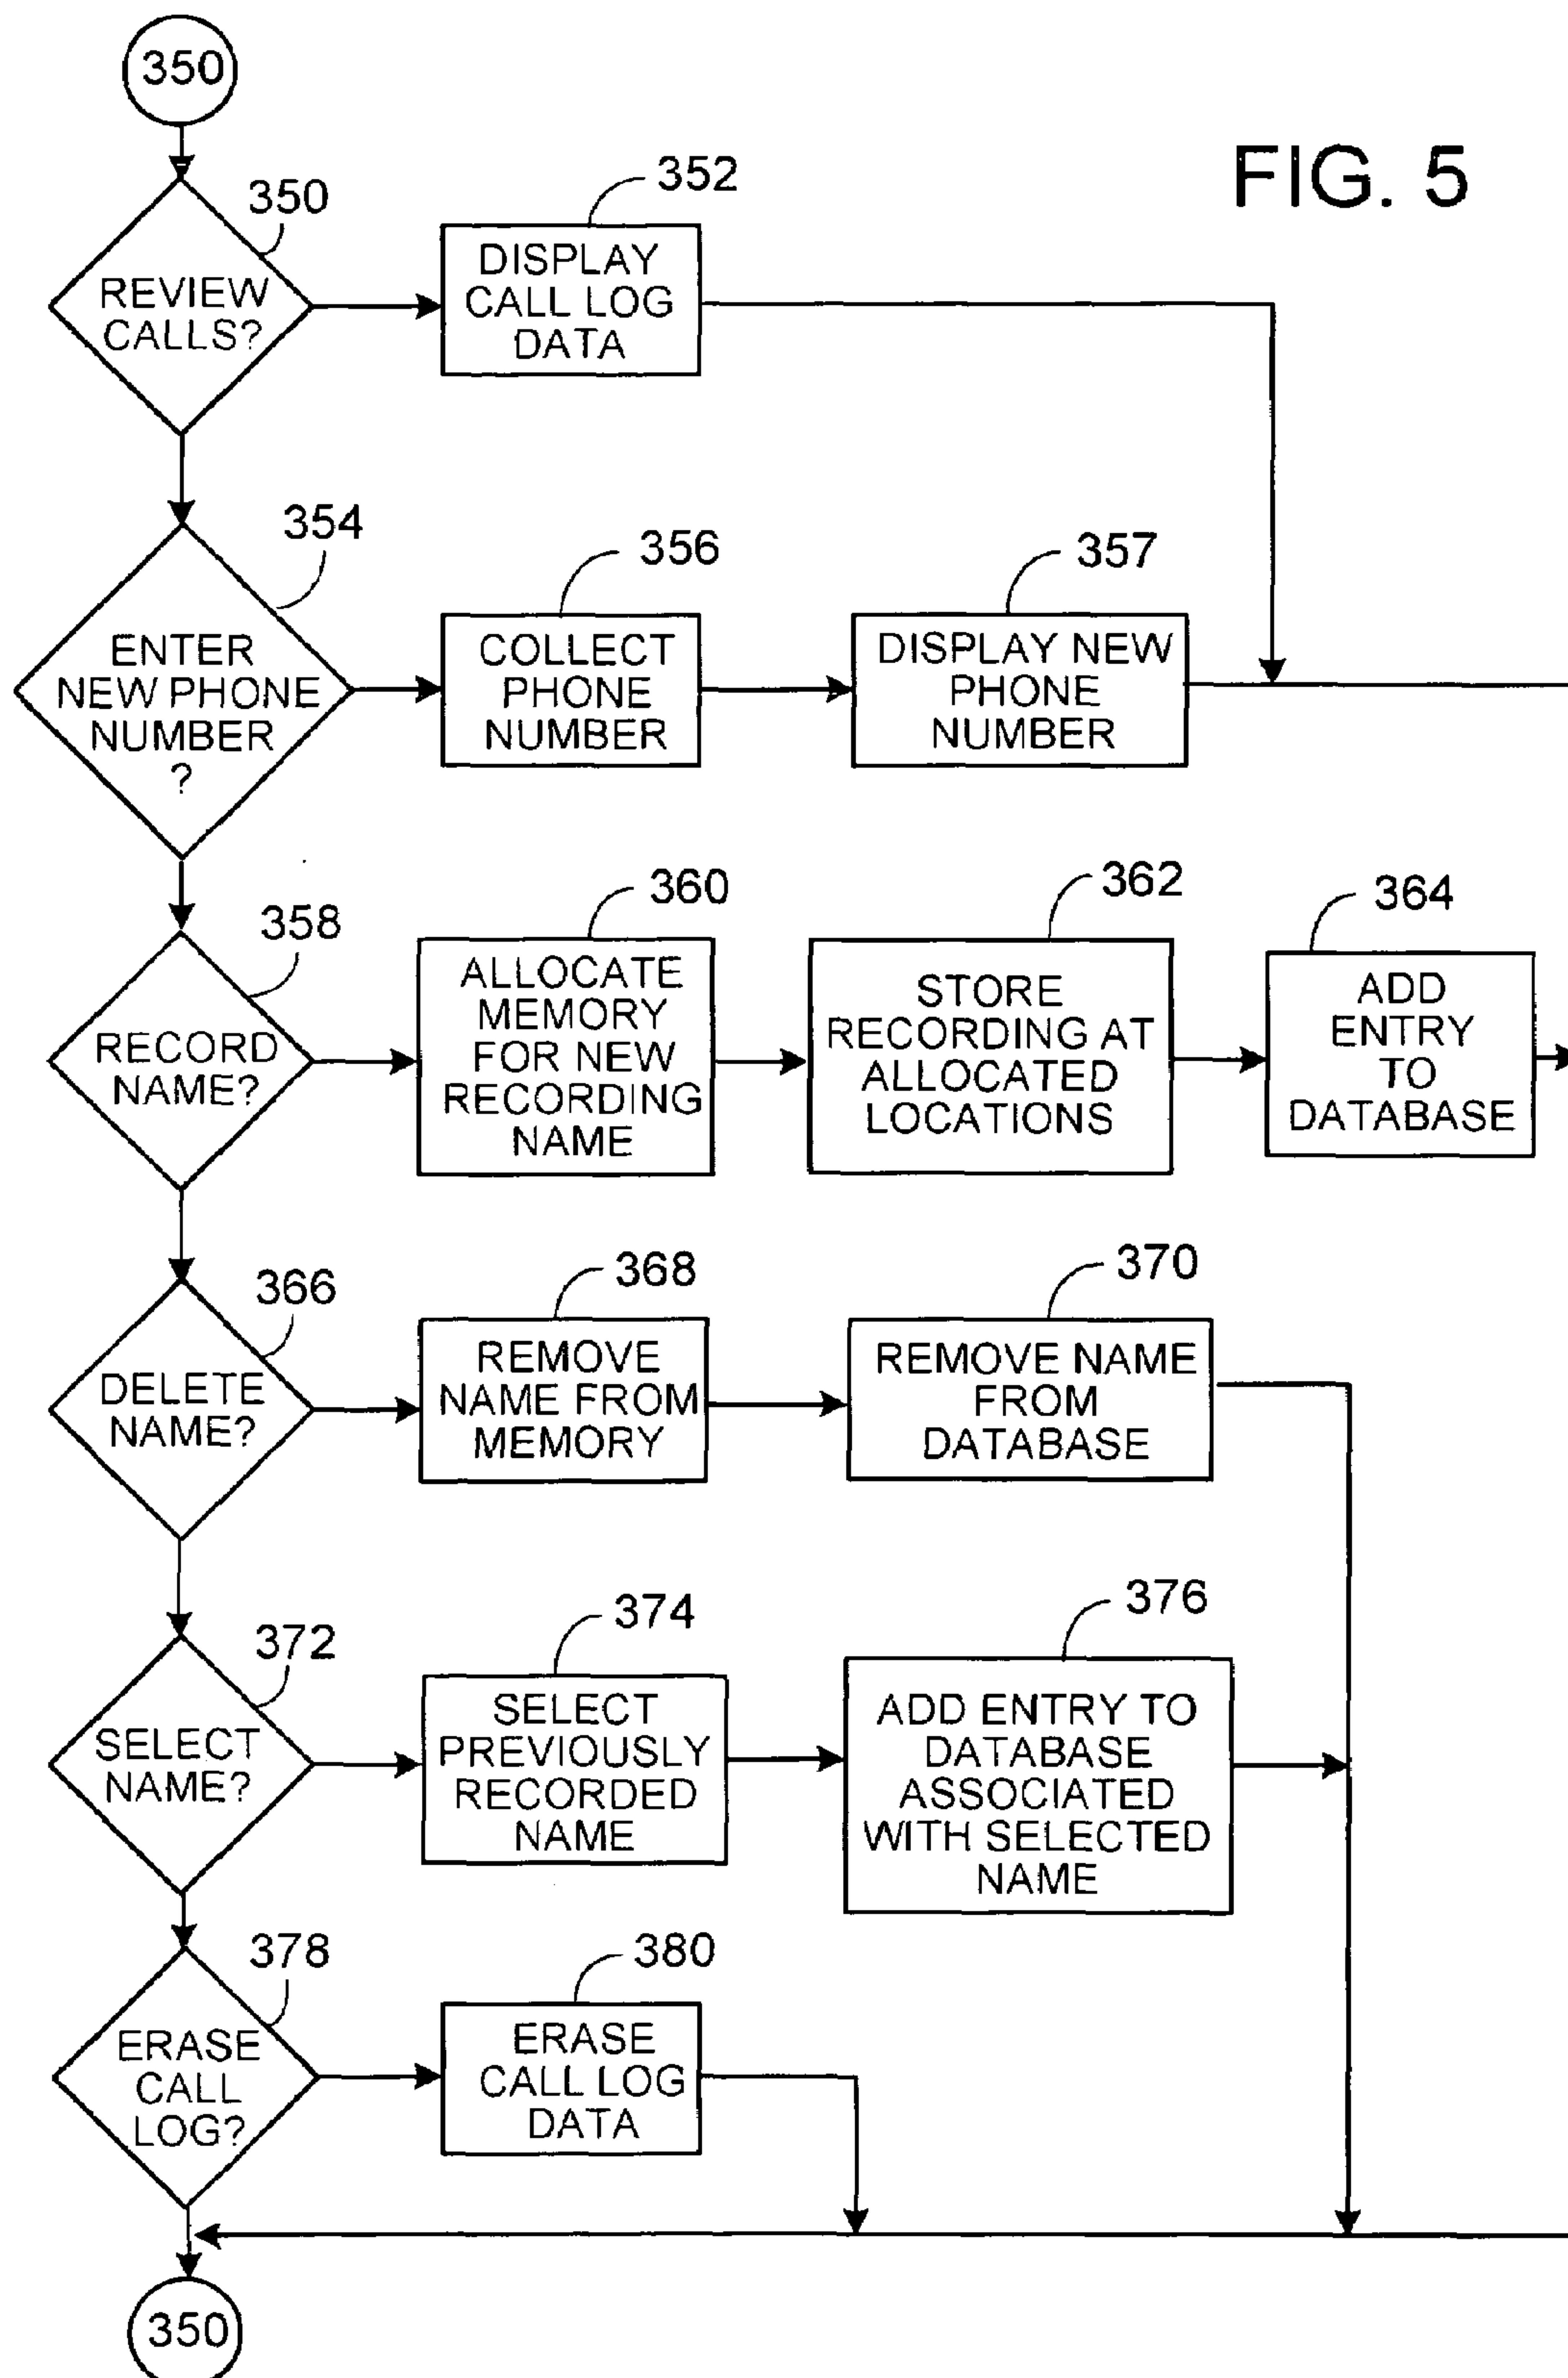 350
FIG. 5
350
REVIEW
CALLS?
352
DISPLAY
CALL LOG
DATA
354
ENTER
NEW PHONE
NUMBER
?
356
COLLECT
PHONE
NUMBER
357
DISPLAY NEW
PHONE
NUMBER
358
RECORD
NAME?
360
ALLOCATE
MEMORY
FOR NEW
RECORDING
NAME
362
STORE
RECORDING AT
ALLOCATED
LOCATIONS
364
ADD
ENTRY
TO
DATABASE
366
DELETE
NAME?
368
REMOVE
NAME FROM
MEMORY
370
REMOVE NAME
FROM
DATABASE
372
SELECT
NAME?
374
SELECT
PREVIOUSLY
RECORDED
NAME
376
ADD ENTRY TO
DATABASE
ASSOCIATED
WITH SELECTED
NAME
378
ERASE
CALL
LOG?
380
ERASE
CALL LOG
DATA
350